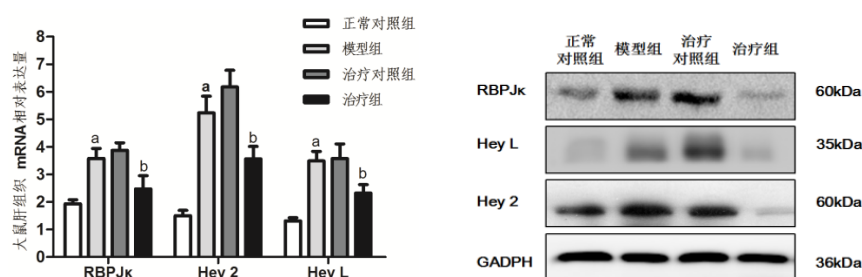 正常对照组
模型组
治疗对照组
治疗组
大鼠肝组织 mRNA相对表达量
8
7
6
5
4
3
2
1
0
a
b
a
b
a
b
RBPJκ
Hey 2
Hey L
正常
对照组
模型组
治疗
对照组
治疗组
RBPJκ
60kDa
Hey L
35kDa
Hey 2
60kDa
GADPH
36kDa